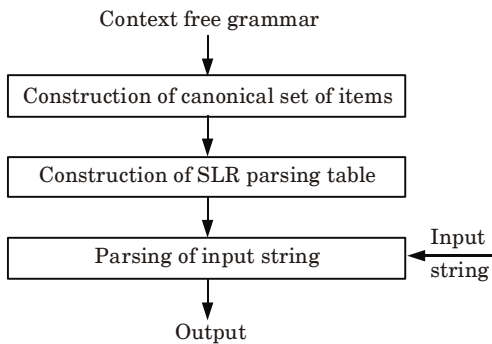 Context free grammar
Construction of canonical set of items
Construction of SLR parsing table
Parsing of input string
Input
string
Output